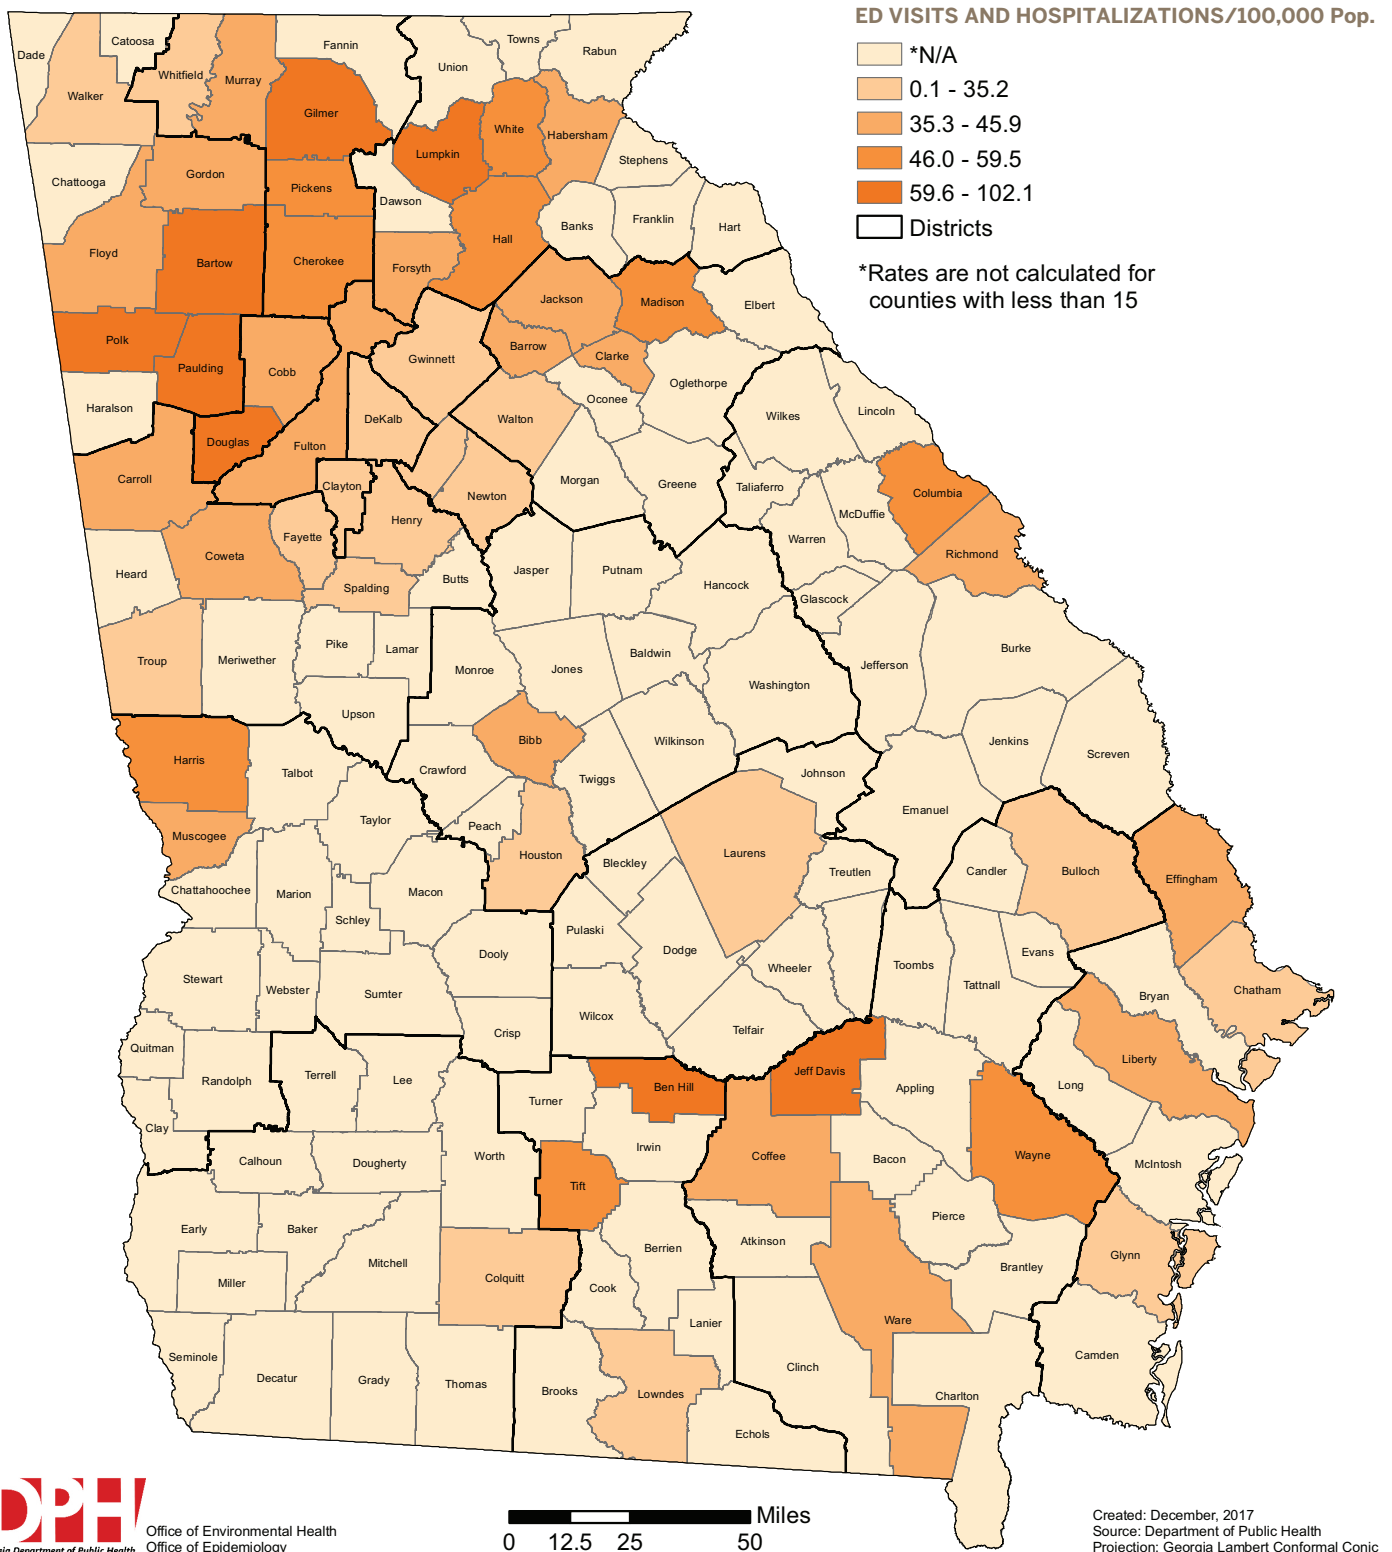 ED VISITS AND HOSPITALIZATIONS/100,000 Pop.
*N/A
0.1 - 35.2
35.3 - 45.9
46.0 - 59.5
59.6 - 102.1
Districts
*Rates are not calculated for
counties with less than 15
Dade
Catoosa
Fannin
Towns
Rabun
Union
Walker
Whitfield
Murray
Gilmer
White
Habersham
Lumpkin
Stephens
Chattooga
Gordon
Pickens
Dawson
Banks
Franklin
Hart
Floyd
Bartow
Cherokee
Forsyth
Hall
Jackson
Madison
Elbert
Polk
Paulding
Cobb
Gwinnett
Barrow
Clarke
Oglethorpe
Oconee
Haralson
Douglas
Fulton
DeKalb
Walton
Wilkes
Lincoln
Carroll
Clayton
Newton
Morgan
Greene
Taliaferro
Columbia
McDuffie
Henry
Fayette
Coweta
Warren
Richmond
Heard
Spalding
Butts
Jasper
Putnam
Hancock
Glascock
Troup
Meriwether
Pike
Lamar
Monroe
Jones
Baldwin
Washington
Jefferson
Burke
Upson
Bibb
Wilkinson
Jenkins
Screven
Harris
Talbot
Crawford
Twiggs
Johnson
Emanuel
Muscogee
Taylor
Peach
Houston
Bleckley
Laurens
Treutlen
Candler
Bulloch
Effingham
Chattahoochee
Marion
Macon
Schley
Pulaski
Dooly
Dodge
Wheeler
Toombs
Evans
Tattnall
Bryan
Chatham
Stewart
Webster
Sumter
Crisp
Wilcox
Telfair
Quitman
Randolph
Terrell
Lee
Turner
Ben Hill
Jeff Davis
Appling
Long
Liberty
Clay
Calhoun
Dougherty
Worth
Irwin
Coffee
Bacon
Wayne
McIntosh
Tift
Early
Baker
Mitchell
Miller
Colquitt
Berrien
Cook
Atkinson
Pierce
Brantley
Glynn
Lanier
Ware
Clinch
Camden
Seminole
Decatur
Grady
Thomas
Brooks
Lowndes
Echols
Charlton
DPH
Department of Public Health
Office of Environmental Health
Office of Epidemiology
Miles
0 12.5 25 50
Created: December, 2017
Source: Department of Public Health
Projection: Georgia Lambert Conformal Conic